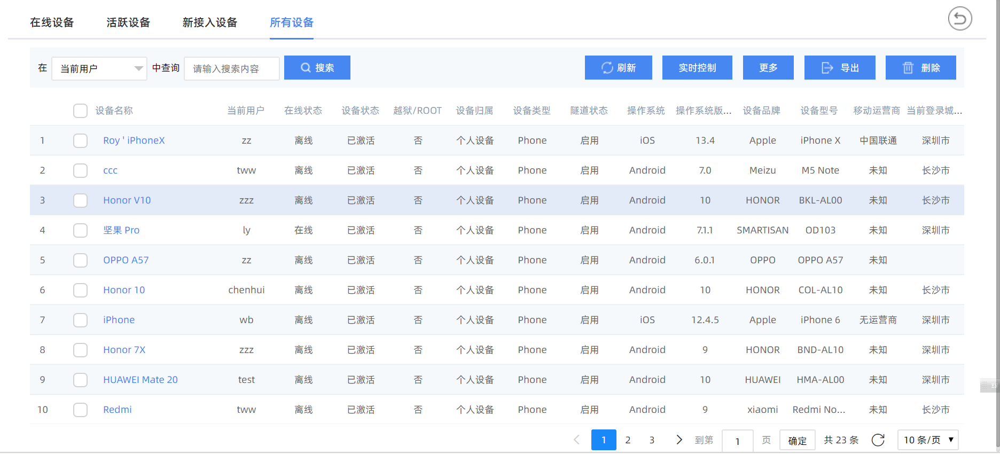 在线设备 活跃设备 新接入设备 所有设备
在 当前用户 中查询 请输入搜索内容 搜索 刷新 实时控制 更多 导出 删除
设备名称 当前用户 在线状态 设备状态 越狱/ROOT 设备归属 设备类型 隧道状态 操作系统 操作系统版... 设备品牌 设备型号 移动运营商 当前登录城...
1 Roy ' iPhoneX zz 离线 已激活 否 个人设备 Phone 启用 iOS 13.4 Apple iPhone X 中国联通 深圳市
2 ccc tww 离线 已激活 否 个人设备 Phone 启用 Android 7.0 Meizu M5 Note 未知 长沙市
3 Honor V10 zzz 离线 已激活 否 个人设备 Phone 启用 Android 10 HONOR BKL-AL00 未知 长沙市
4 坚果 Pro ly 在线 已激活 否 个人设备 Phone 启用 Android 7.1.1 SMARTISAN OD103 未知 深圳市
5 OPPO A57 zz 离线 已激活 否 个人设备 Phone 启用 Android 6.0.1 OPPO OPPO A57 未知
6 Honor 10 chenhui 离线 已激活 否 个人设备 Phone 启用 Android 10 HONOR COL-AL10 未知 长沙市
7 iPhone wb 离线 已激活 否 个人设备 Phone 启用 iOS 12.4.5 Apple iPhone 6 无运营商 深圳市
8 Honor 7X zzz 离线 已激活 否 个人设备 Phone 启用 Android 9 HONOR BND-AL10 未知 深圳市
9 HUAWEI Mate 20 test 离线 已激活 否 个人设备 Phone 启用 Android 10 HUAWEI HMA-AL00 未知 深圳市
EN
10 Redmi tww 离线 已激活 否 个人设备 Phone 启用 Android 9 xiaomi Redmi No... 未知 长沙市
1 2 3 到第 1 页 确定 共 23 条 10 条/页